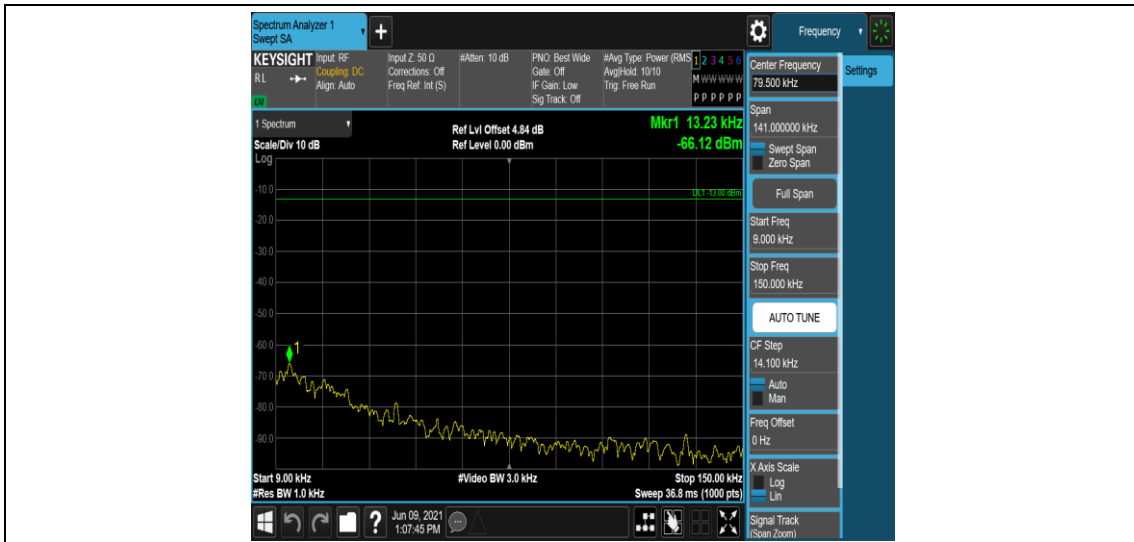 Spectrum Analyzer 1
Swept SA
+
Frequency
KEYSIGHT
RL
LXI
Input: RF
Coupling: DC
Align: Auto
Input Z: 50 Ω
Corrections: Off
Freq Ref: Int (S)
#Atten: 10 dB
PNO: Best Wide
Gate: Off
IF Gain: Low
Sig Track: Off
#Avg Type: Power (RMS
Avg|Hold: 10/10
Trig: Free Run
1 2 3 4 5 6
M W W W W W
P P P P P P
Center Frequency
79.500 kHz
Settings
Span
141.000000 kHz
Swept Span
Zero Span
Full Span
Start Freq
9.000 kHz
Stop Freq
150.000 kHz
AUTO TUNE
CF Step
14.100 kHz
Auto
Man
Freq Offset
0 Hz
X Axis Scale
Log
Lin
Signal Track
(Span Zoom)
1 Spectrum
Scale/Div 10 dB
Log
Ref Lvl Offset 4.84 dB
Ref Level 0.00 dBm
Mkr1 13.23 kHz
-66.12 dBm
DL1 -13.00 dBm
-10.0
-20.0
-30.0
-40.0
-50.0
-60.0
-70.0
-80.0
-90.0
1
Start 9.00 kHz
#Res BW 1.0 kHz
#Video BW 3.0 kHz
Stop 150.00 kHz
Sweep 36.8 ms (1000 pts)
?
Jun 09, 2021
1:07:45 PM